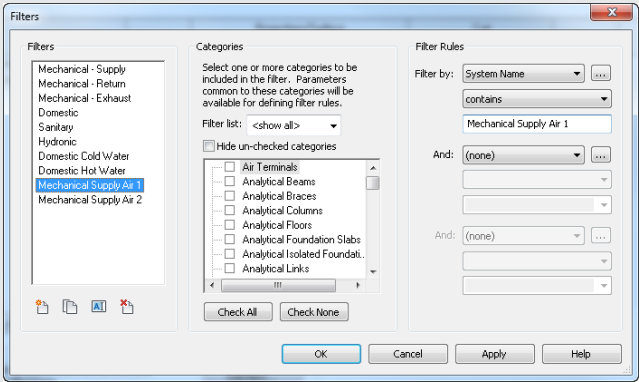 Filters
Filters
Mechanical - Supply
Mechanical - Return
Mechanical - Exhaust
Domestic
Sanitary
Hydronic
Domestic Cold Water
Domestic Hot Water
Mechanical Supply Air 1
Mechanical Supply Air 2
Categories
Select one or more categories to be
included in the filter. Parameters
common to these categories will be
available for defining filter rules.
Filter list: <show all>
Hide un-checked categories
Air Terminals
Analytical Beams
Analytical Braces
Analytical Columns
Analytical Floors
Analytical Foundation Slabs
Analytical Isolated Foundati..
Analytical Links
Check All Check None
Filter Rules
Filter by: System Name ...
contains
Mechanical Supply Air 1
And: (none) ...
And: (none) ...
OK Cancel Apply Help